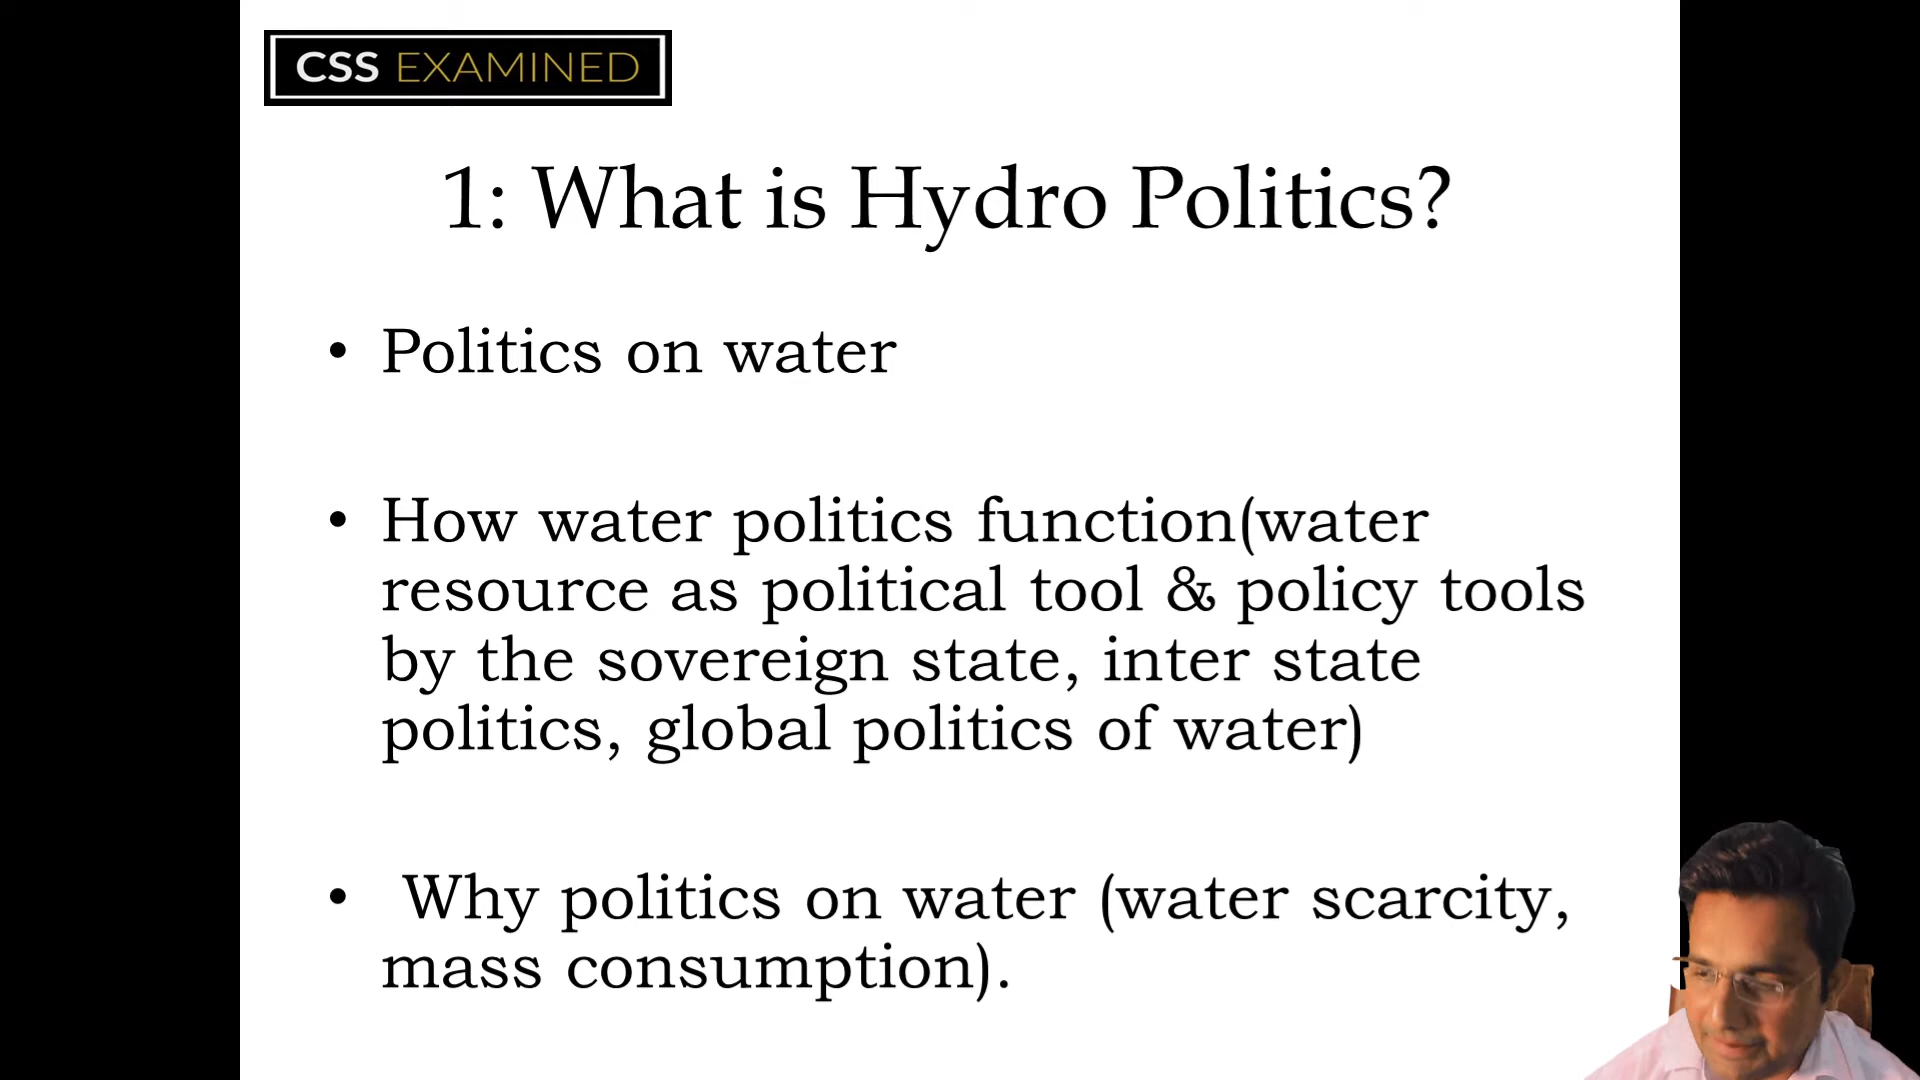 CSS EXAMINED
1: What is Hydro Politics?
• Politics on water
• How water politics function(water
resource as political tool & policy tools
by the sovereign state, inter state
politics, global politics of water)
• Why politics on water (water scarcity,
mass consumption).